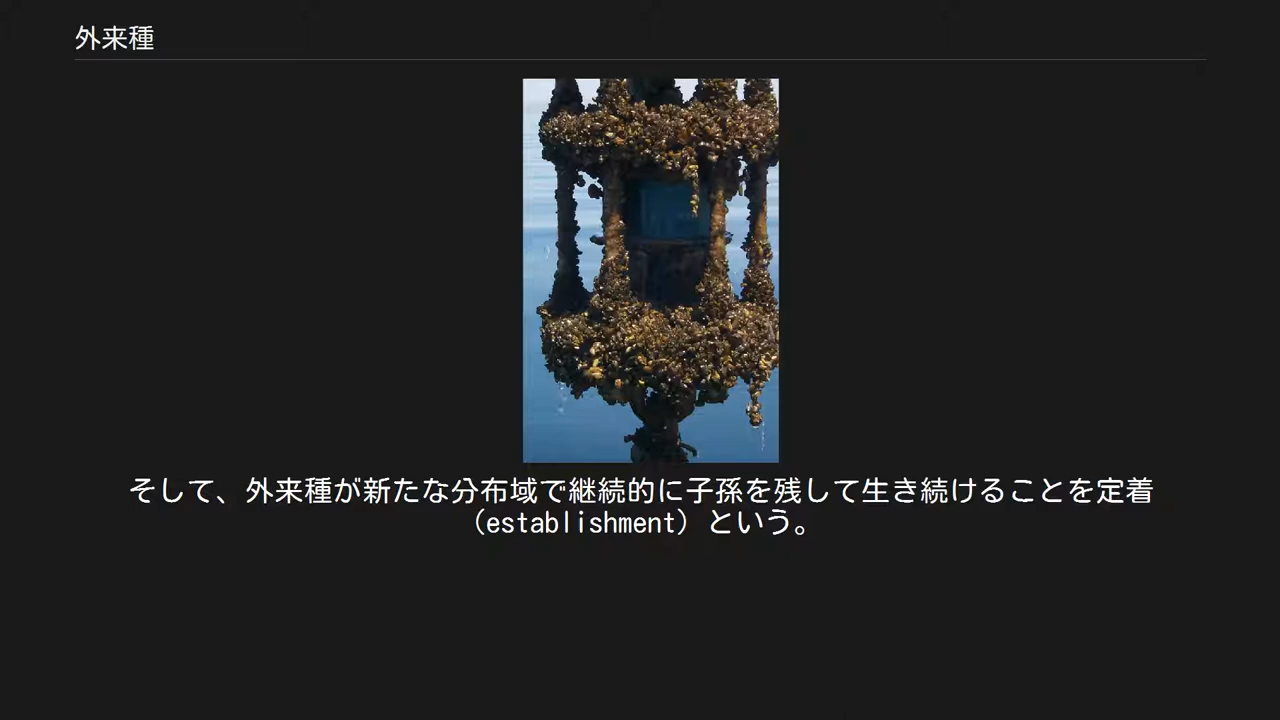 外来種
そして、外来種が新たな分布域で継続的に子孫を残して生き続けることを定着
（establishment）という。